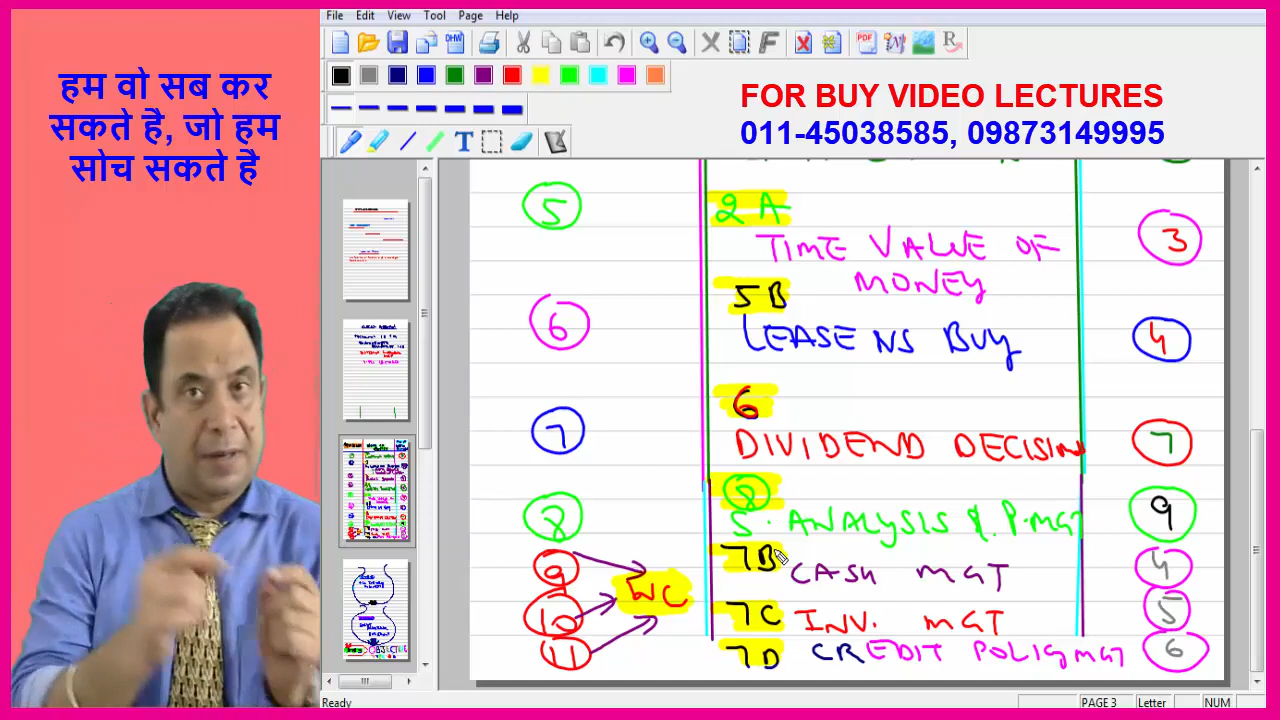 हम वो सब कर
सकते है, जो हम
सोच सकते है
File Edit View Tool Page Help
FOR BUY VIDEO LECTURES
011-45038585, 09873149995
5 2A 3
TIME VALUE OF
MONEY
5B
6 LEASE VS BUY 4
6
7 DIVIDEND DECISION 7
8
8 S. ANALYSIS & P. MGT 9
9 7B CASH MGT 4
WC
10 7C INV. MGT 5
11 7D CREDIT POLICY MGT 6
Ready PAGE 3 Letter NUM